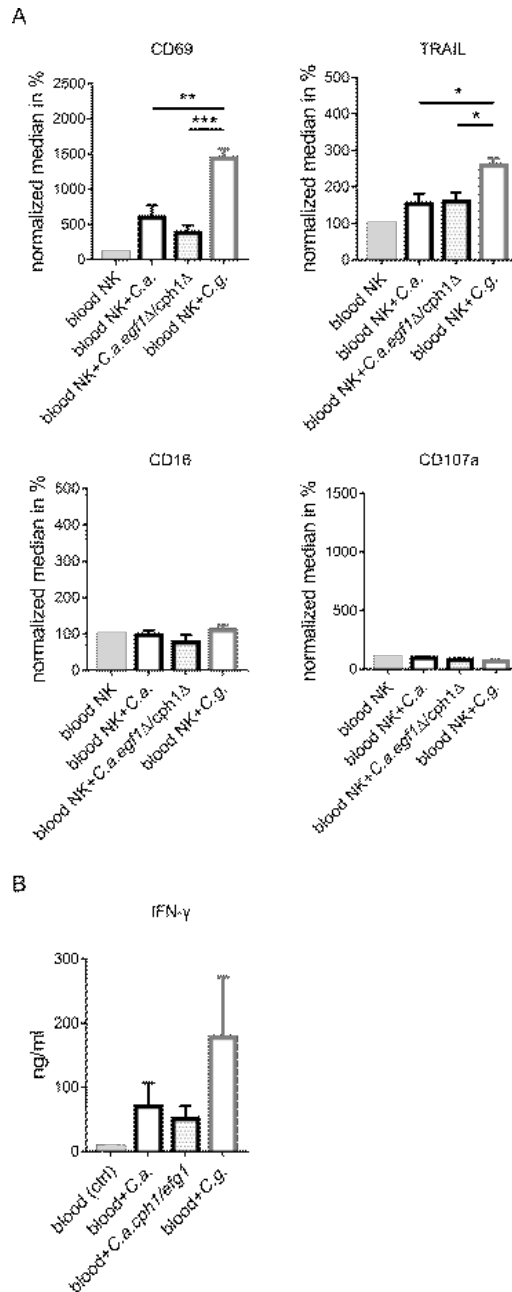 A
CD69
normalized median in %
2500
2000
1500
1000
500
0
**
***
blood NK
blood NK+C.a.
blood NK+C.a.egf1Δ/cph1Δ
blood NK+C.g.
TRAIL
normalized median in %
500
400
300
200
100
0
*
*
blood NK
blood NK+C.a.
blood NK+C.a.egf1Δ/cph1Δ
blood NK+C.g.
CD16
normalized median in %
500
400
300
200
100
0
blood NK
blood NK+C.a.
blood NK+C.a.egf1Δ/cph1Δ
blood NK+C.g.
CD107a
normalized median in %
1500
1000
500
0
blood NK
blood NK+C.a.
blood NK+C.a.egf1Δ/cph1Δ
blood NK+C.g.
B
IFN-γ
ng/ml
300
200
100
0
blood (ctrl)
blood+C.a.
blood+C.a.cph1/efg1
blood+C.g.